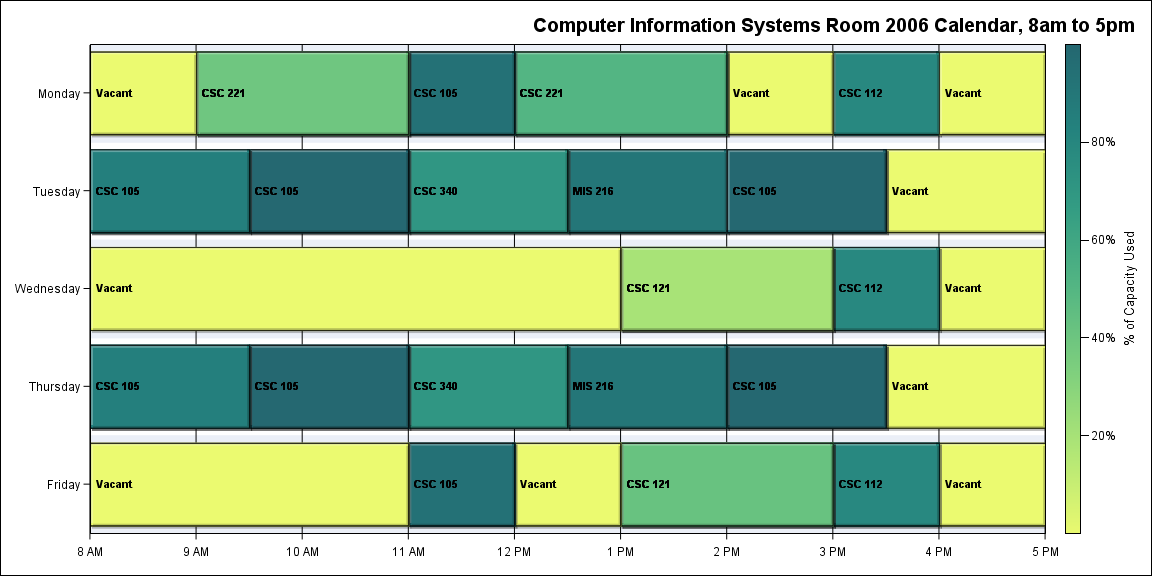 Computer Information Systems Room 2006 Calendar, 8am to 5pm
Monday
Vacant
CSC 221
CSC 105
CSC 221
Vacant
CSC 112
Vacant
Tuesday
CSC 105
CSC 105
CSC 340
MIS 216
CSC 105
Vacant
Wednesday
Vacant
CSC 121
CSC 112
Vacant
Thursday
CSC 105
CSC 105
CSC 340
MIS 216
CSC 105
Vacant
Friday
Vacant
CSC 105
Vacant
CSC 121
CSC 112
Vacant
8 AM
9 AM
10 AM
11 AM
12 PM
1 PM
2 PM
3 PM
4 PM
5 PM
80%
60%
40%
20%
% of Capacity Used